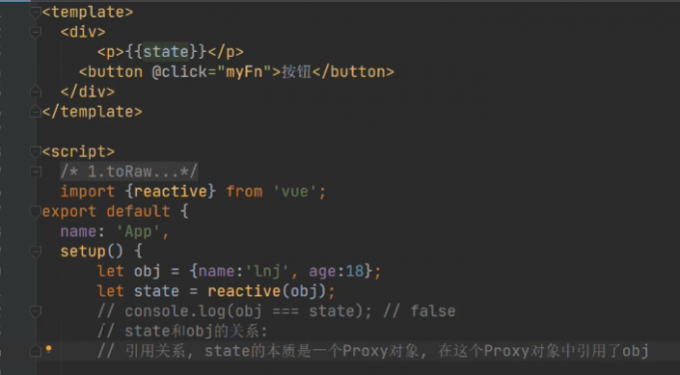 <template>
<div>
<p>{{state}}</p>
<button @click="myFn">按钮</button>
</div>
</template>
<script>
/* 1.toRaw...*/
import {reactive} from 'vue';
export default {
name: 'App',
setup() {
let obj = {name:'lnj', age:18};
let state = reactive(obj);
// console.log(obj === state); // false
// state和obj的关系:
// 引用关系, state的本质是一个Proxy对象, 在这个Proxy对象中引用了obj